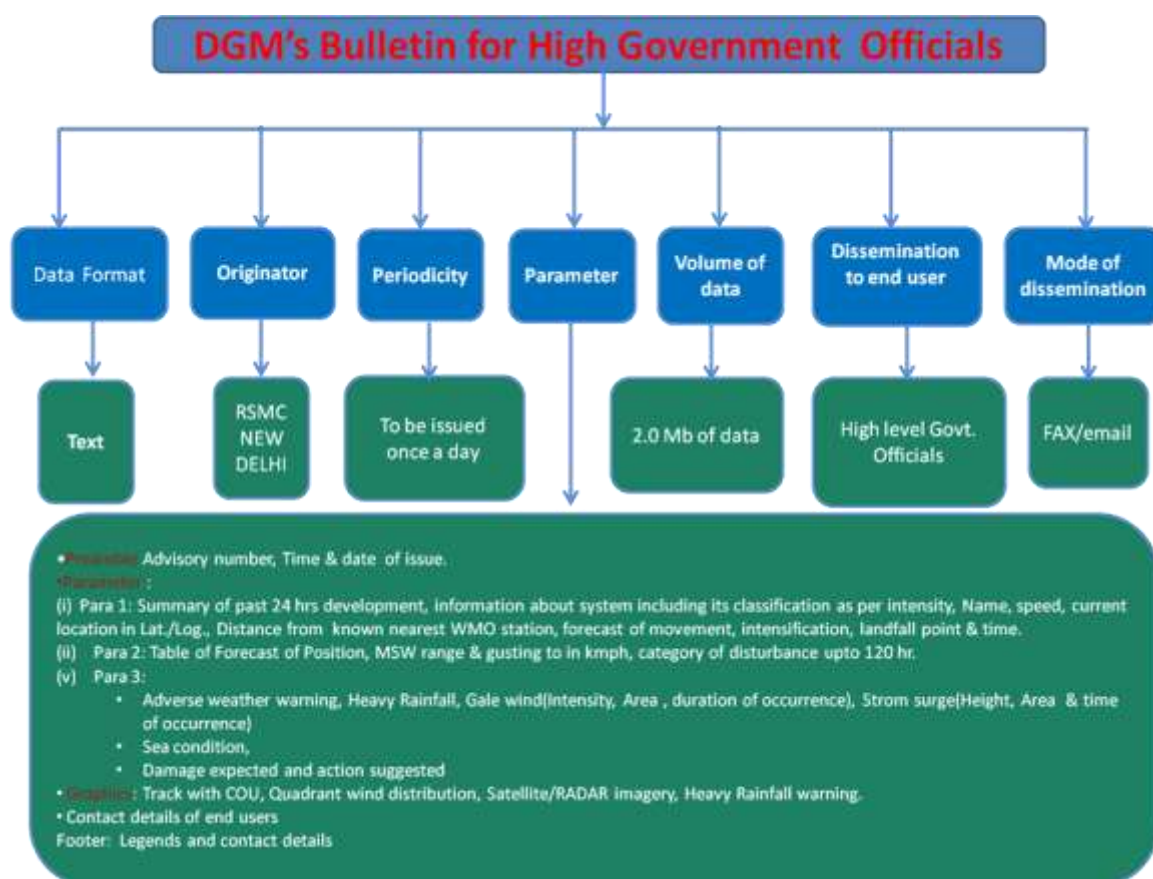 DGM's Bulletin for High Government Officials
Data Format
Originator
Periodicity
Parameter
Volume of
data
Dissemination
to end user
Mode of
dissemination
Text
RSMC
NEW
DELHI
To be issued
once a day
2.0 Mb of data
High level Govt.
Officials
FAX/email
•Preamble: Advisory number, Time & date of issue.
•Parameter :
(i) Para 1: Summary of past 24 hrs development, information about system including its classification as per intensity, Name, speed, current
location in Lat./Log., Distance from known nearest WMO station, forecast of movement, intensification, landfall point & time.
(ii) Para 2: Table of Forecast of Position, MSW range & gusting to in kmph, category of disturbance upto 120 hr.
(v) Para 3:
• Adverse weather warning, Heavy Rainfall, Gale wind(Intensity, Area , duration of occurrence), Strom surge(Height, Area & time
of occurrence)
• Sea condition,
• Damage expected and action suggested
•Graphics: Track with COU, Quadrant wind distribution, Satellite/RADAR imagery, Heavy Rainfall warning.
• Contact details of end users
Footer: Legends and contact details